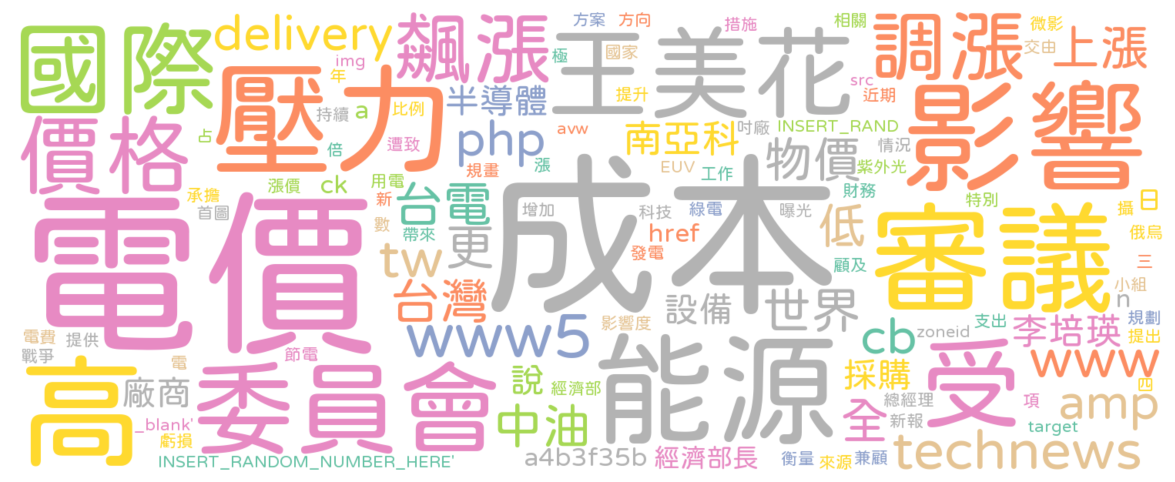 國際
delivery
飆漲
王美花
調漲
上漲
方案
方向
措施
相關
微影
交由
國家
極
img
年
壓力
半導體
提升
src
近期
影響
價格
持續
a
比例
占
倍
遭致
php
avw
南亞科
吋廠
INSERT_RAND
物價
情況
紫外光
EUV
工作
規畫
漲
成本
漲價
ck
用電
新
承擔
首圖
台電
數
帶來
更
增加
科技
綠電
曝光
低
財務
特別
攝
日
俄烏
電價
href
發電
顧及
審議
tw
台灣
設備
世界
三
小組
n
www5
影響度
cb
zoneid
支出
李培瑛
規劃
提出
電費
提供
戰爭
節電
電
高
委員會
說
經濟部
能源
採購
受
www
四
廠商
_blank'
虧損
中油
總經理
全
新報
項
amp
target
INSERT_RANDOM_NUMBER_HERE'
a4b3f35b
經濟部長
衡量
來源
兼顧
technews